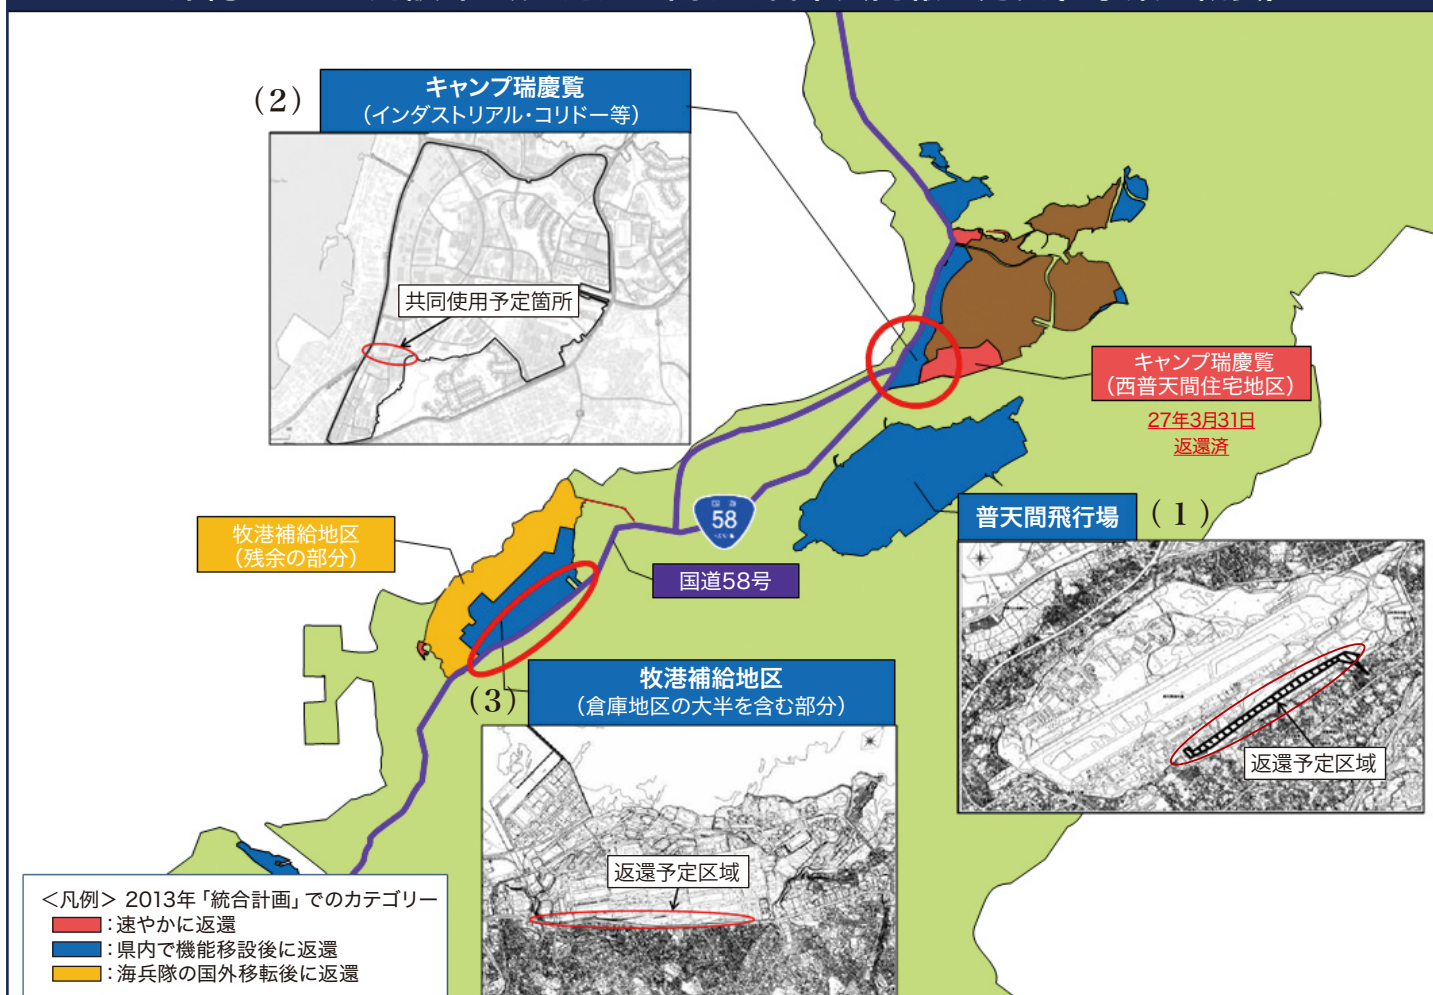 (2)
キャンプ瑞慶覧
（インダストリアル・コリドー等）
共同使用予定箇所
キャンプ瑞慶覧
（西普天間住宅地区）
27年3月31日
返還済
普天間飛行場
(1)
返還予定区域
58
国道58号
牧港補給地区
（残余の部分）
(3)
牧港補給地区
（倉庫地区の大半を含む部分）
返還予定区域
＜凡例＞ 2013年「統合計画」でのカテゴリー
：速やかに返還
：県内で機能移設後に返還
：海兵隊の国外移転後に返還